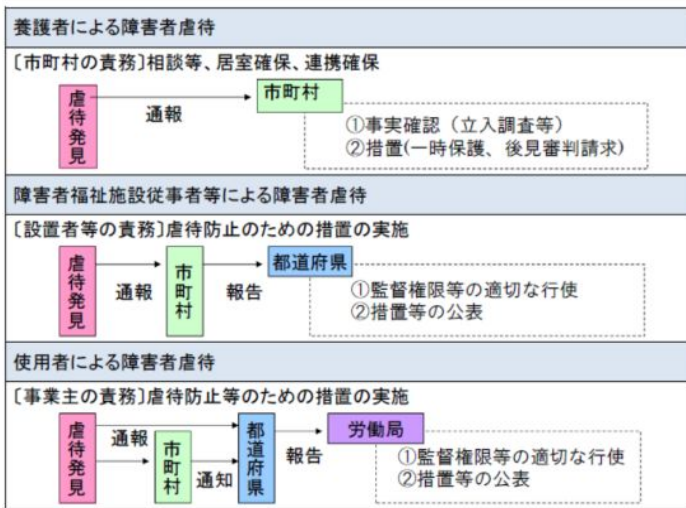 養護者による障害者虐待
〔市町村の責務〕相談等、居室確保、連携確保
虐待発見
通報
市町村
①事実確認（立入調査等）
②措置(一時保護、後見審判請求)
障害者福祉施設従事者等による障害者虐待
〔設置者等の責務〕虐待防止のための措置の実施
虐待発見
通報
市町村
報告
都道府県
①監督権限等の適切な行使
②措置等の公表
使用者による障害者虐待
〔事業主の責務〕虐待防止等のための措置の実施
虐待発見
通報
市町村
通知
都道府県
報告
労働局
①監督権限等の適切な行使
②措置等の公表